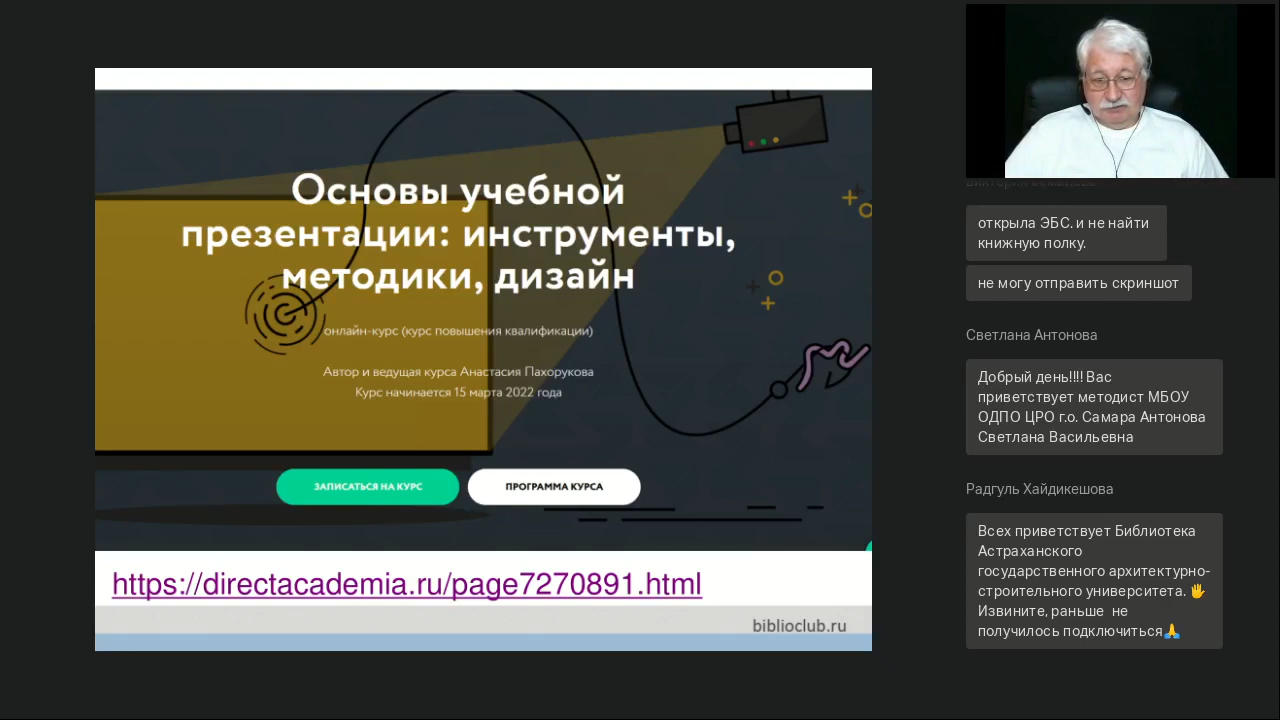 Основы учебной
презентации: инструменты,
методики, дизайн
онлайн-курс (курс повышения квалификации)
Автор и ведущая курса Анастасия Пахорукова
Курс начинается 15 марта 2022 года
ЗАПИСАТЬСЯ НА КУРС
ПРОГРАММА КУРСА
https://directacademia.ru/page7270891.html
biblioclub.ru
открыла ЭБС. и не найти
книжную полку.
не могу отправить скриншот
Светлана Антонова
Добрый день!!!! Вас
приветствует методист МБОУ
ОДПО ЦРО г.о. Самара Антонова
Светлана Васильевна
Радгуль Хайдикешова
Всех приветствует Библиотека
Астраханского
государственного архитектурно-
строительного университета. 🖐
Извините, раньше не
получилось подключиться🙏